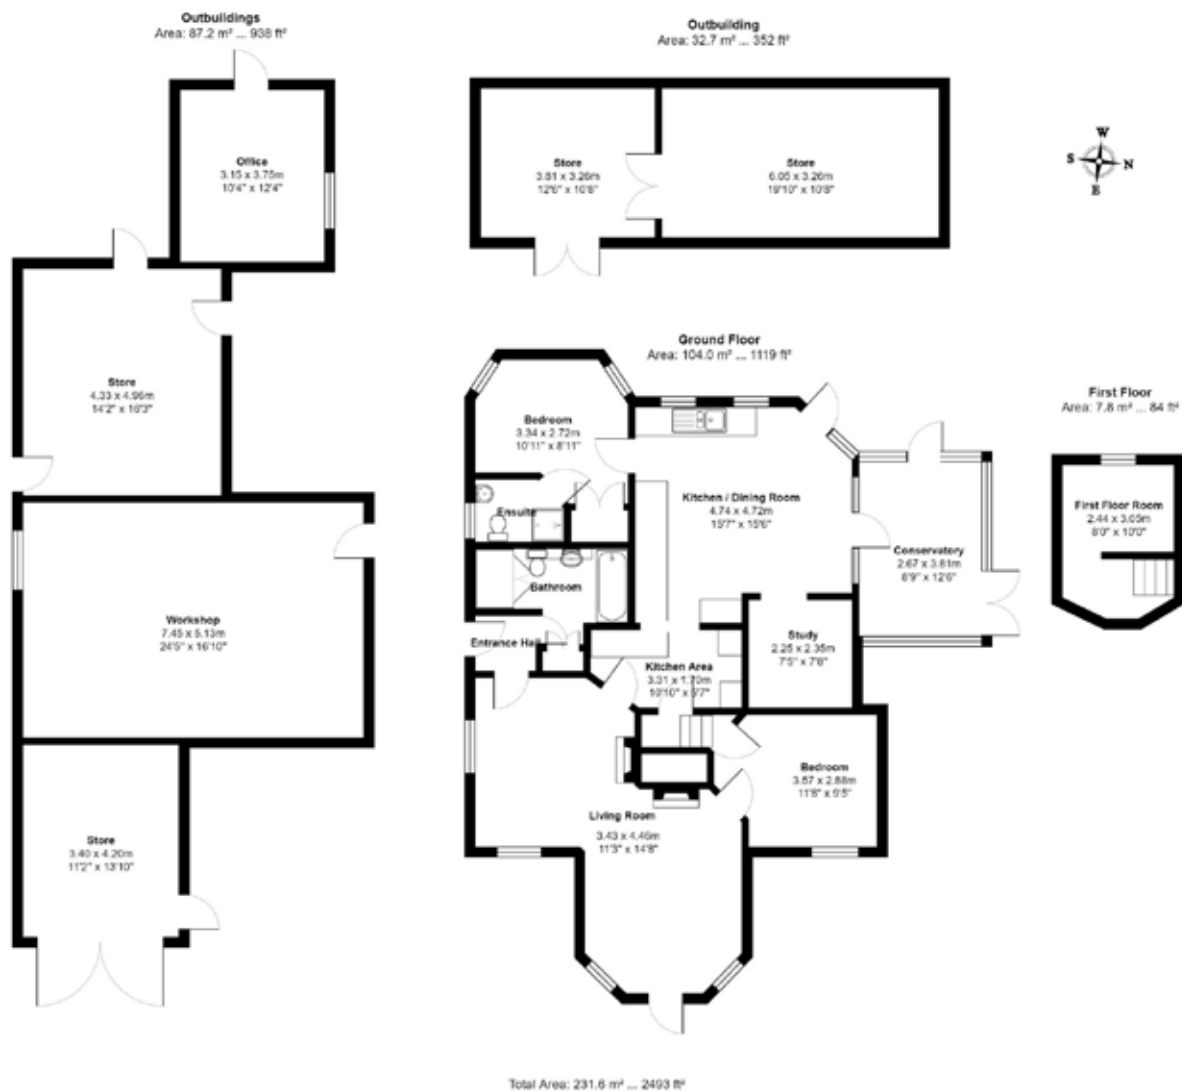 Outbuildings
Area: 87.2 m² ... 938 ft²
Outbuilding
Area: 32.7 m² ... 352 ft²
Office
3.15 x 3.75m
10'4" x 12'4"
Store
3.81 x 3.26m
12'6" x 10'8"
Store
6.05 x 3.26m
19'10" x 10'8"
W
S
N
E
Store
4.33 x 4.96m
14'2" x 16'3"
Workshop
7.45 x 5.13m
24'5" x 16'10"
Store
3.40 x 4.20m
11'2" x 13'10"
Ground Floor
Area: 104.0 m² ... 1119 ft²
Bedroom
3.34 x 2.72m
10'11" x 8'11"
Ensuite
Bathroom
Entrance Hall
Kitchen / Dining Room
4.74 x 4.72m
15'7" x 15'6"
Conservatory
2.67 x 3.81m
8'9" x 12'6"
Study
2.25 x 2.35m
7'5" x 7'8"
Kitchen Area
3.31 x 1.70m
10'10" x 5'7"
Bedroom
3.57 x 2.88m
11'8" x 9'5"
Living Room
3.43 x 4.46m
11'3" x 14'8"
First Floor
Area: 7.8 m² ... 84 ft²
First Floor Room
2.44 x 3.05m
8'0" x 10'0"
Total Area: 231.6 m² ... 2493 ft²